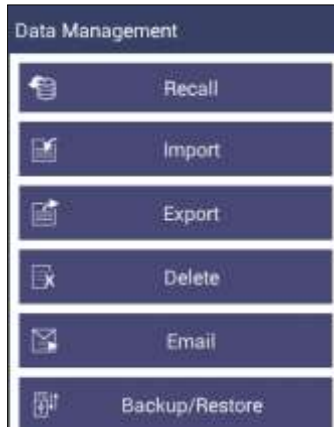 Data Management
Recall
Import
Export
Delete
Email
Backup/Restore